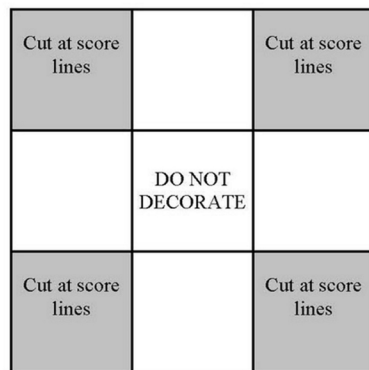 Cut at score
lines
Cut at score
lines
DO NOT
DECORATE
Cut at score
lines
Cut at score
lines